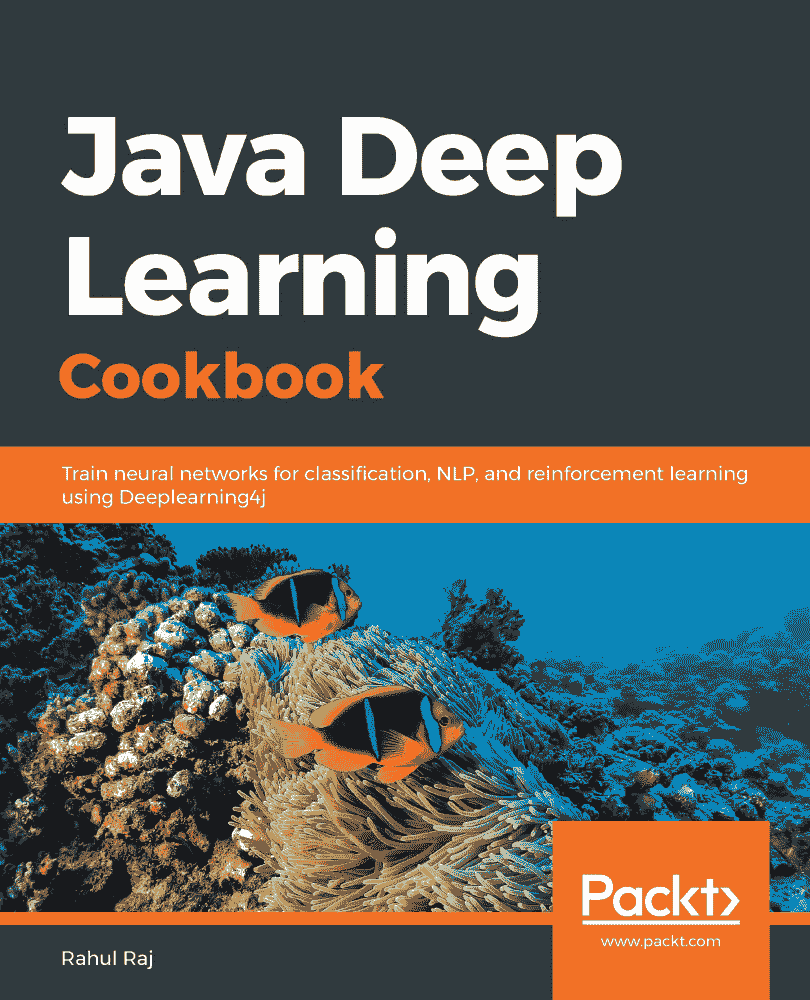 Java Deep
Learning
Cookbook
Train neural networks for classification, NLP, and reinforcement learning
using Deeplearning4j
Packt>
www.packt.com
Rahul Raj